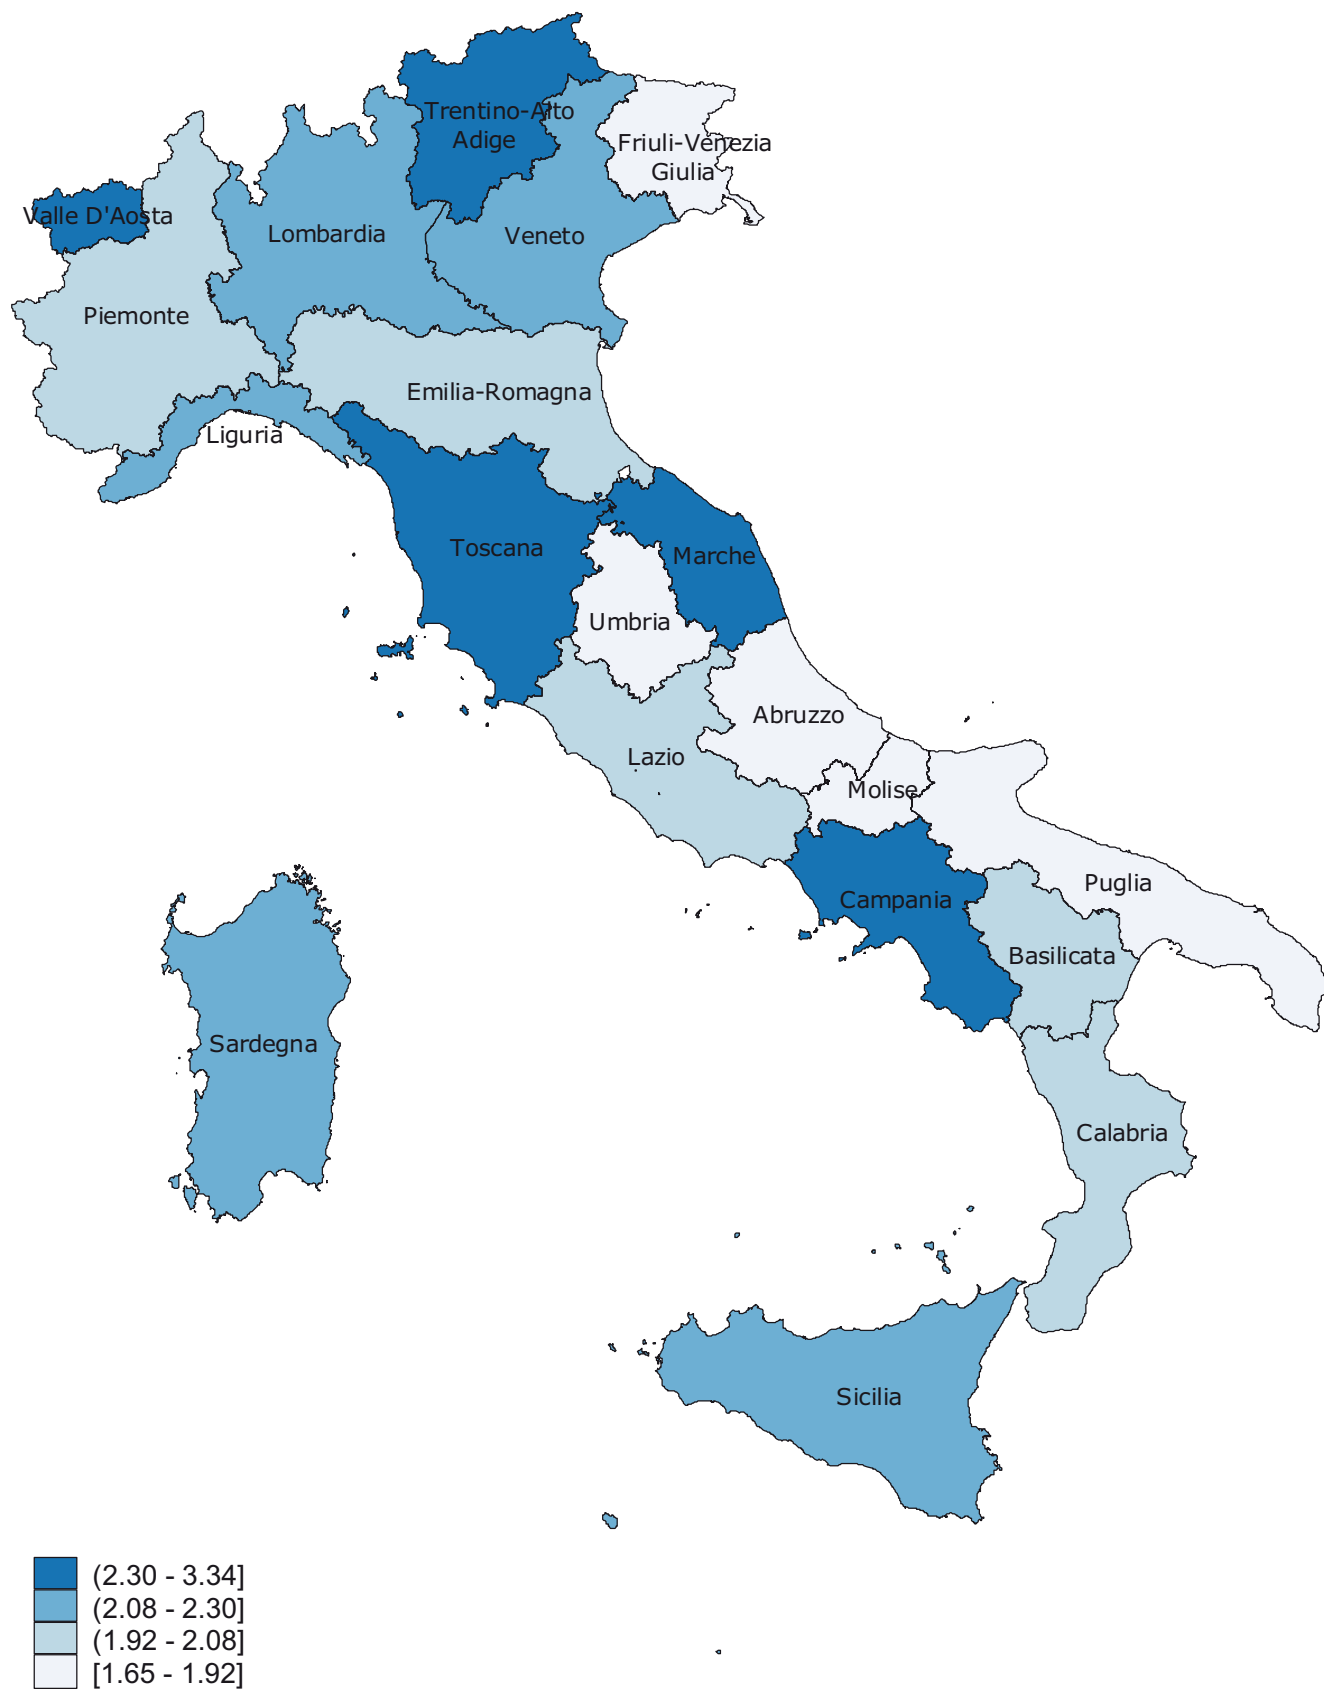 Trentino-Alto
Adige
Friuli-Venezia
Giulia
Valle D'Aosta
Lombardia
Veneto
Piemonte
Emilia-Romagna
Liguria
Toscana
Marche
Umbria
Abruzzo
Lazio
Molise
Puglia
Campania
Basilicata
Sardegna
Calabria
Sicilia
(2.30 - 3.34]
(2.08 - 2.30]
(1.92 - 2.08]
[1.65 - 1.92]